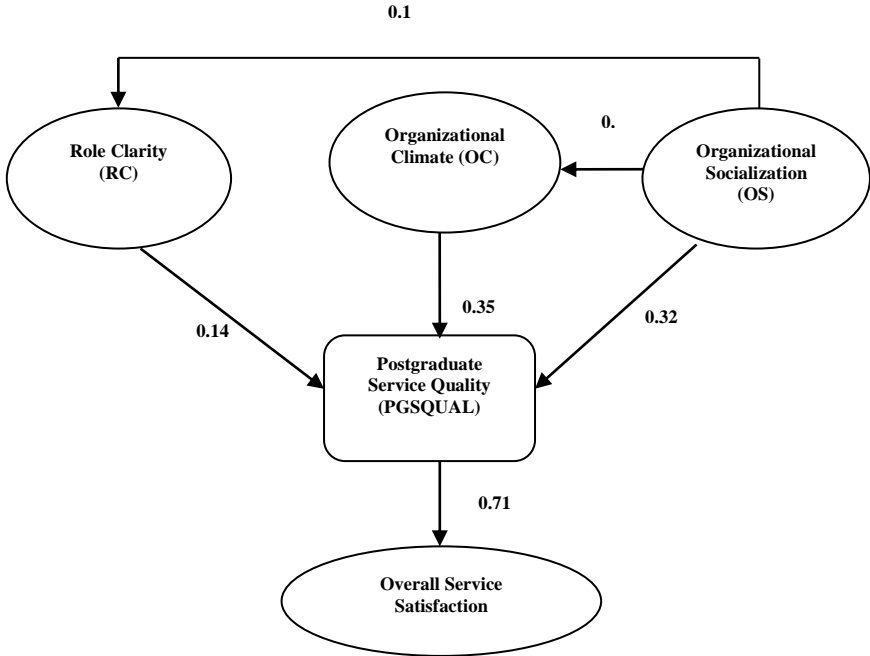 0.1
Role Clarity
(RC)
Organizational
Climate (OC)
0.
Organizational
Socialization
(OS)
0.14
0.35
0.32
Postgraduate
Service Quality
(PGSQUAL)
0.71
Overall Service
Satisfaction